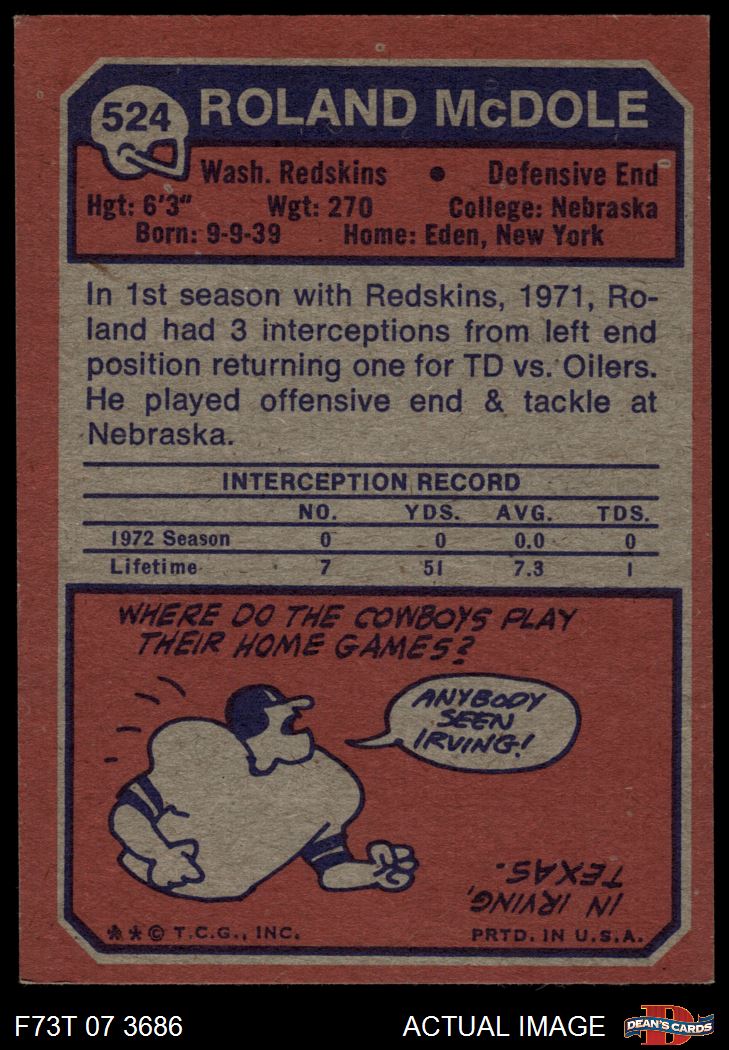 524 ROLAND McDOLE
Wash. Redskins • Defensive End
Hgt: 6'3" Wgt: 270 College: Nebraska
Born: 9-9-39 Home: Eden, New York
In 1st season with Redskins, 1971, Ro-
land had 3 interceptions from left end
position returning one for TD vs. Oilers.
He played offensive end & tackle at
Nebraska.
INTERCEPTION RECORD
NO. YDS. AVG. TDS.
1972 Season 0 0 0.0 0
Lifetime 7 51 7.3 1
WHERE DO THE COWBOYS PLAY
THEIR HOME GAMES?
ANYBODY
SEEN
IRVING!
IN IRVING,
TEXAS.
** © T.C.G., INC. PRTD. IN U.S.A.
F73T 07 3686 ACTUAL IMAGE D DEAN'S CARDS